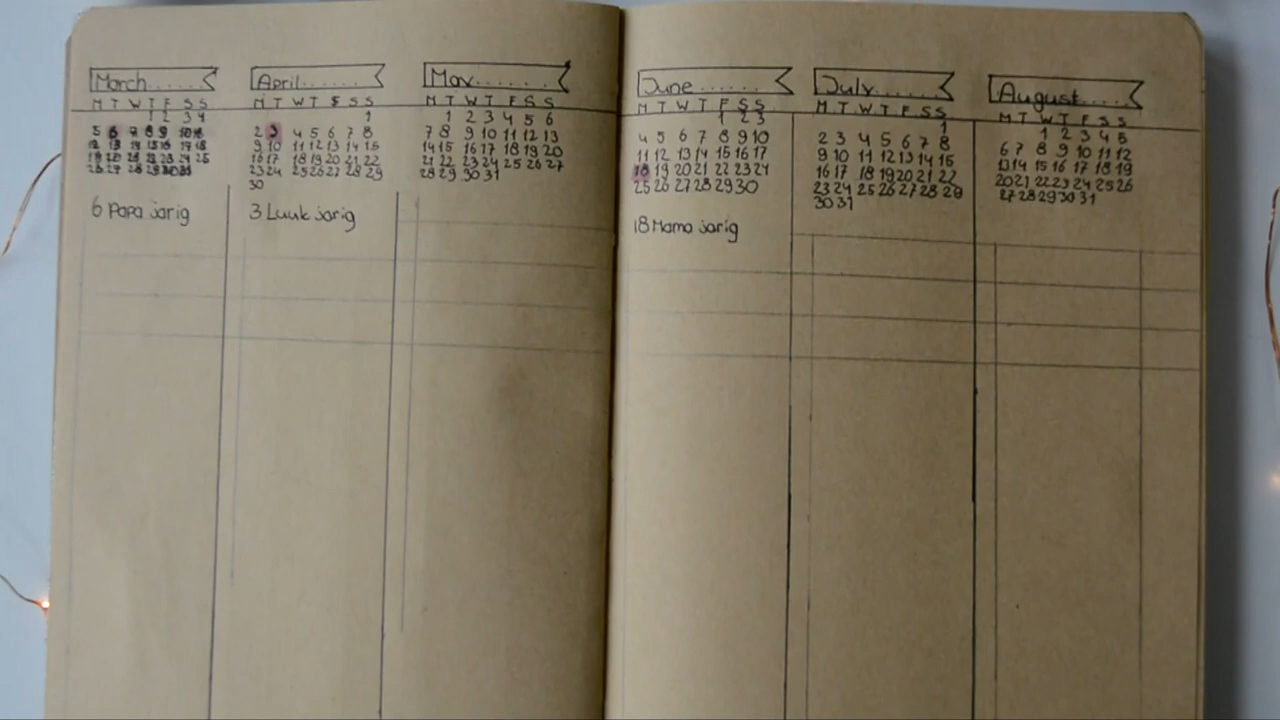 March
M T W T F S S
1 2 3 4
5 6 7 8 9 10 11
12 13 14 15 16 17 18
19 20 21 22 23 24 25
26 27 28 29 30 31
6 Papa jarig
April
M T W T F S S
1
2 3 4 5 6 7 8
9 10 11 12 13 14 15
16 17 18 19 20 21 22
23 24 25 26 27 28 29
30
3 Luuk jarig
May
M T W T F S S
1 2 3 4 5 6
7 8 9 10 11 12 13
14 15 16 17 18 19 20
21 22 23 24 25 26 27
28 29 30 31
June
M T W T F S S
1 2 3
4 5 6 7 8 9 10
11 12 13 14 15 16 17
18 19 20 21 22 23 24
25 26 27 28 29 30
18 Mama jarig
July
M T W T F S S
1
2 3 4 5 6 7 8
9 10 11 12 13 14 15
16 17 18 19 20 21 22
23 24 25 26 27 28 29
30 31
August
M T W T F S S
1 2 3 4 5
6 7 8 9 10 11 12
13 14 15 16 17 18 19
20 21 22 23 24 25 26
27 28 29 30 31